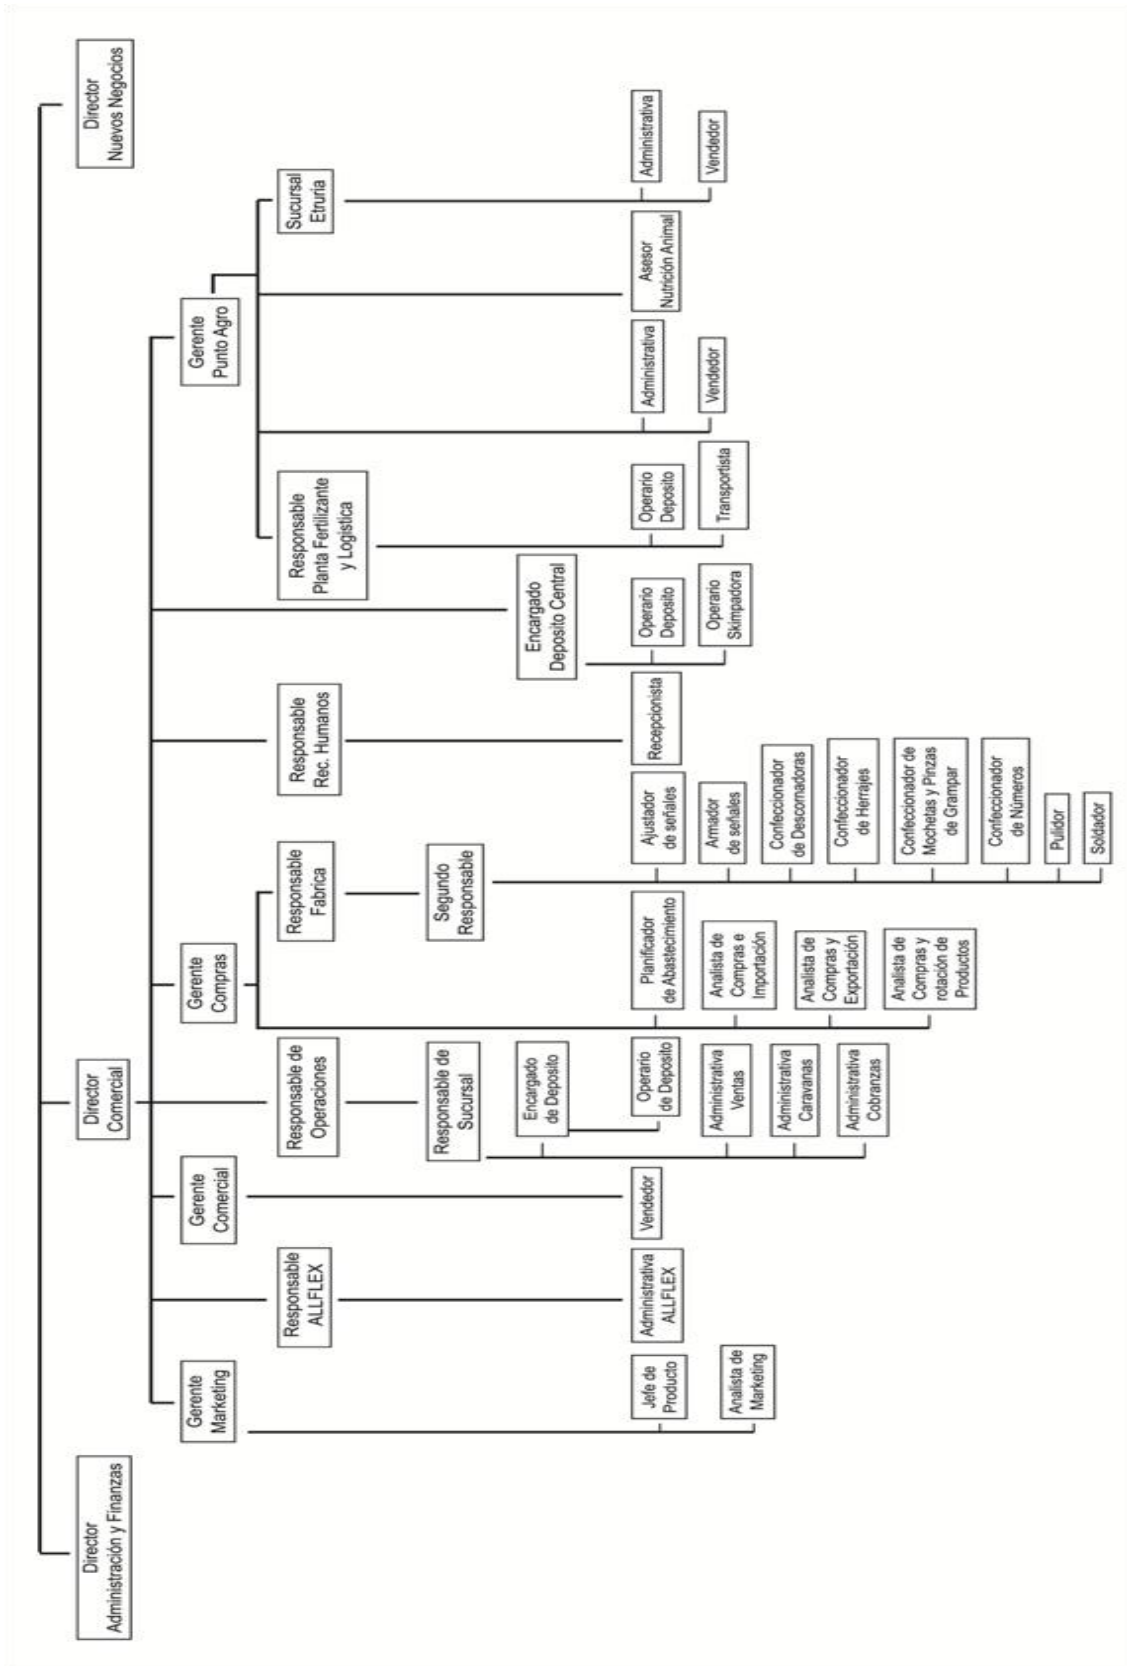 Director
Administración y Finanzas
Director
Comercial
Director
Nuevos Negocios
Gerente
Marketing
Gerente
Comercial
Gerente
Compras
Gerente
Punto Agro
Responsable
ALLFLEX
Responsable de
Operaciones
Responsable
Fabrica
Responsable
Rec. Humanos
Responsable
Planta Fertilizante
y Logistica
Sucursal
Etruria
Responsable de
Sucursal
Segundo
Responsable
Encargado
de Deposito
Encargado
Deposito Central
Jefe de
Producto
Analista de
Marketing
Administrativa
ALLFLEX
Vendedor
Operario
de Deposito
Administrativa
Ventas
Administrativa
Caravanas
Administrativa
Cobranzas
Planificador
de Abastecimiento
Analista de
Compras e
Importación
Analista de
Compras y
Exportación
Analista de
Compras y
rotación de
Productos
Ajustador
de señales
Armador
de señales
Confeccionador
de Descornadoras
Confeccionador
de Herrajes
Confeccionador de
Mochetas y Pinzas
de Grampar
Confeccionador
de Números
Pulidor
Soldador
Recepcionista
Operario
Deposito
Operario
Skimpadora
Operario
Deposito
Transportista
Administrativa
Vendedor
Asesor
Nutrición Animal
Administrativa
Vendedor